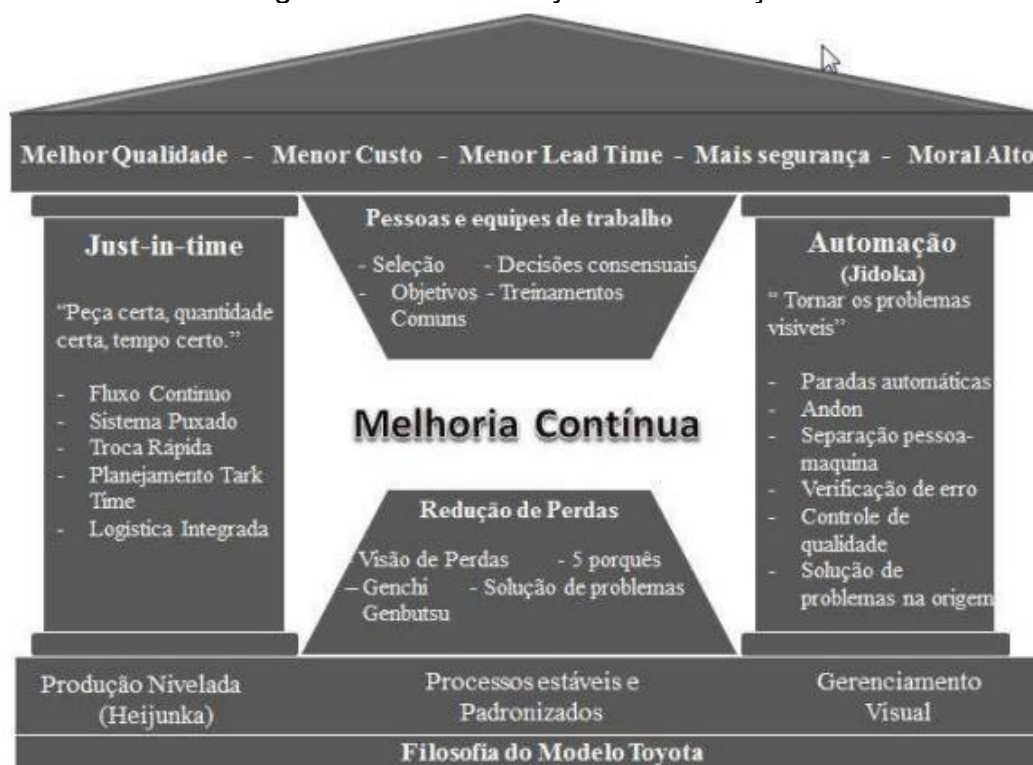 Melhor Qualidade - Menor Custo - Menor Lead Time - Mais segurança - Moral Alto
Just-in-time
“Peça certa, quantidade
certa, tempo certo.”
- Fluxo Continuo
- Sistema Puxado
- Troca Rápida
- Planejamento Tark
Time
- Logistica Integrada
Pessoas e equipes de trabalho
- Seleção - Decisões consensuais
- Objetivos - Treinamentos
Comuns
Melhoria Contínua
Redução de Perdas
-Visão de Perdas - 5 porquês
– Genchi - Solução de problemas
Genbutsu
Automação
(Jidoka)
“ Tornar os problemas
visiveis”
- Paradas automáticas
- Andon
- Separação pessoa-
maquina
- Verificação de erro
- Controle de
qualidade
- Solução de
problemas na origem
Produção Nivelada
(Heijunka)
Processos estáveis e
Padronizados
Gerenciamento
Visual
Filosofia do Modelo Toyota